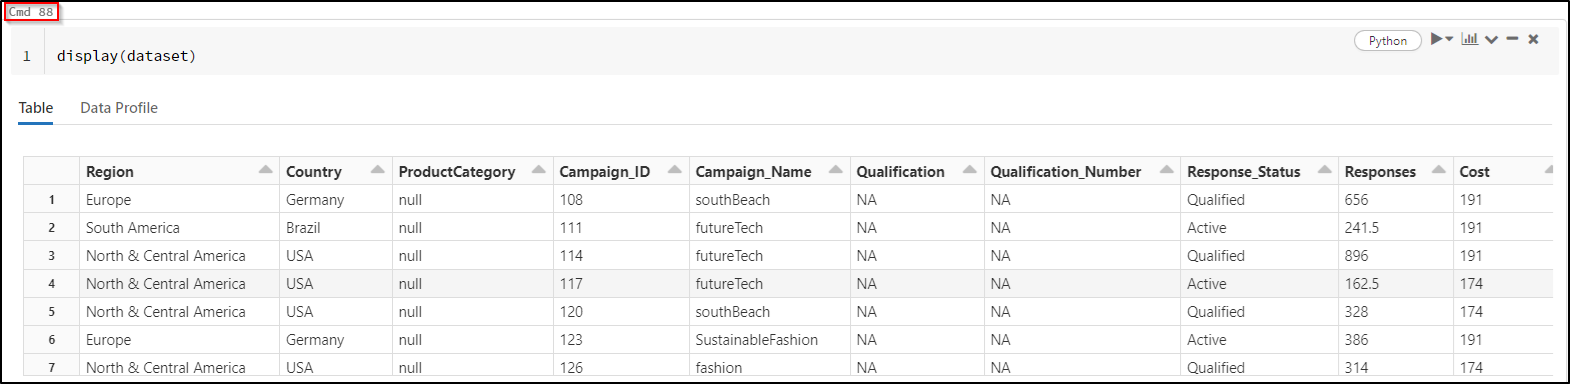 Cmd 88
1 display(dataset)
Python
Table Data Profile
Region Country ProductCategory Campaign_ID Campaign_Name Qualification Qualification_Number Response_Status Responses Cost
1 Europe Germany null 108 southBeach NA NA Qualified 656 191
2 South America Brazil null 111 futureTech NA NA Active 241.5 191
3 North & Central America USA null 114 futureTech NA NA Qualified 896 191
4 North & Central America USA null 117 futureTech NA NA Active 162.5 174
5 North & Central America USA null 120 southBeach NA NA Qualified 328 174
6 Europe Germany null 123 SustainableFashion NA NA Active 386 191
7 North & Central America USA null 126 fashion NA NA Qualified 314 174